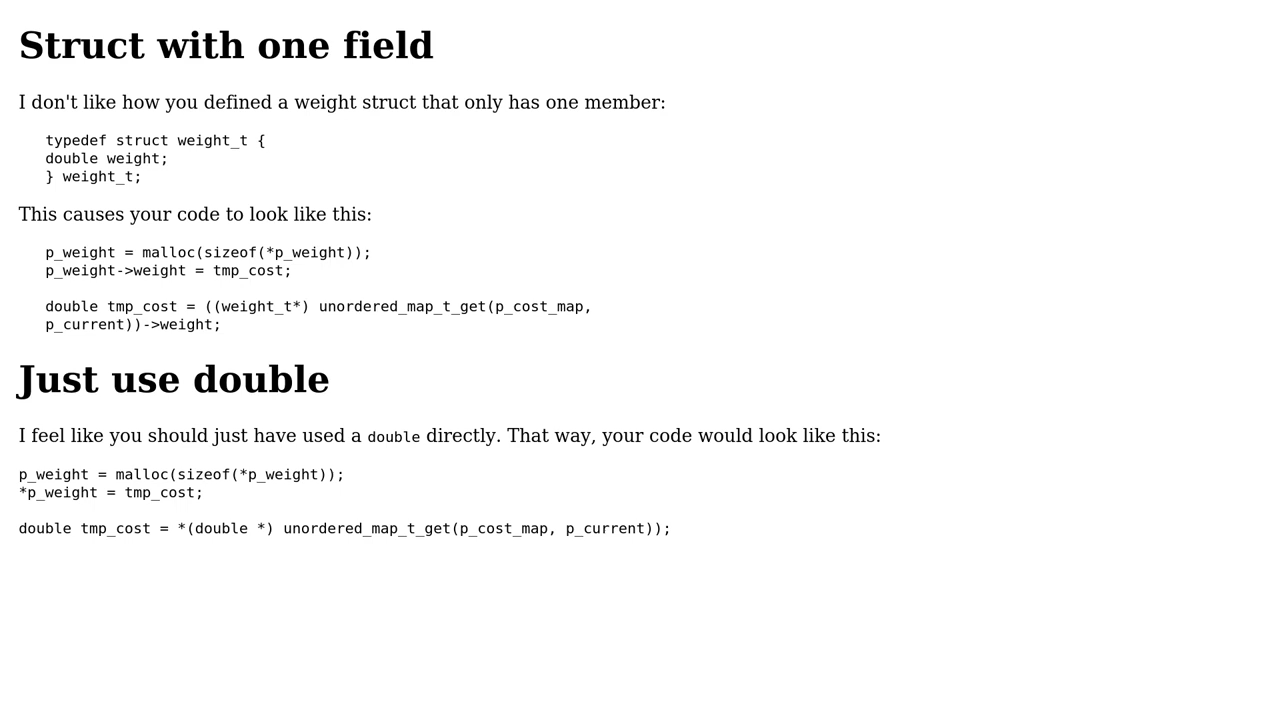 Struct with one field
I don't like how you defined a weight struct that only has one member:
typedef struct weight_t {
double weight;
} weight_t;
This causes your code to look like this:
p_weight = malloc(sizeof(*p_weight));
p_weight->weight = tmp_cost;
double tmp_cost = ((weight_t*) unordered_map_t_get(p_cost_map,
p_current))->weight;
Just use double
I feel like you should just have used a double directly. That way, your code would look like this:
p_weight = malloc(sizeof(*p_weight));
*p_weight = tmp_cost;
double tmp_cost = *(double *) unordered_map_t_get(p_cost_map, p_current));